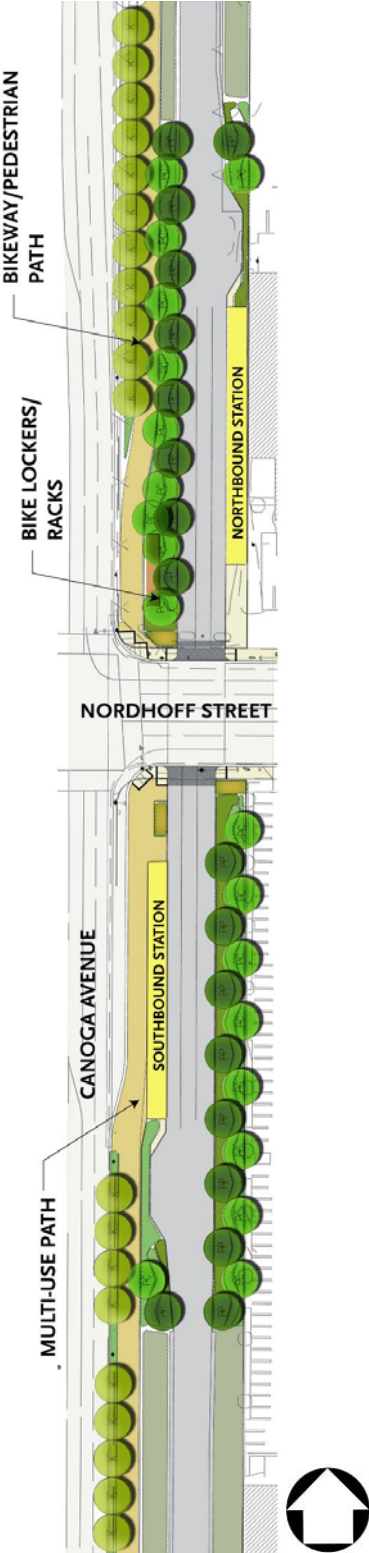 BIKEWAY/PEDESTRIAN
PATH
BIKE LOCKERS/
RACKS
NORTHBOUND STATION
NORDHOFF STREET
CANOGA AVENUE
SOUTHBOUND STATION
MULTI-USE PATH